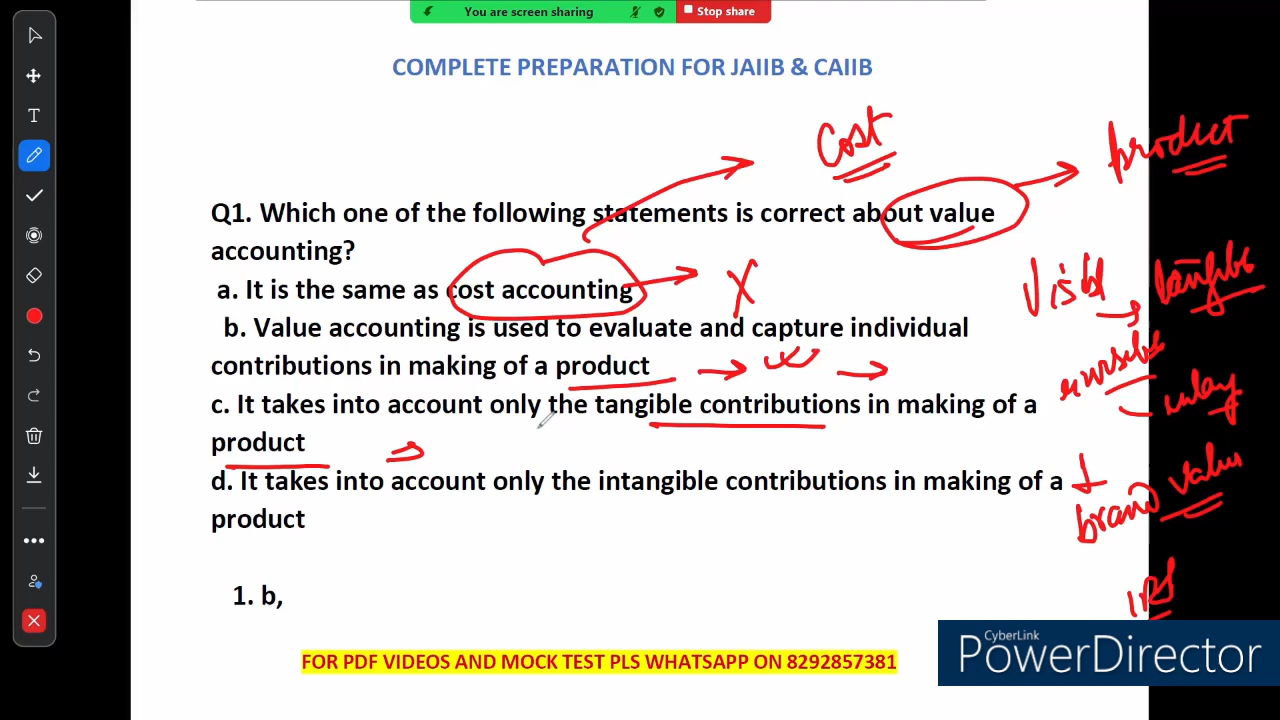 You are screen sharing
Stop share
COMPLETE PREPARATION FOR JAIIB & CAIIB
Cost
product
Q1. Which one of the following statements is correct about value
accounting?
a. It is the same as cost accounting
X
b. Value accounting is used to evaluate and capture individual
contributions in making of a product
c. It takes into account only the tangible contributions in making of a
product
d. It takes into account only the intangible contributions in making of a
product
brand value
1. b,
FOR PDF VIDEOS AND MOCK TEST PLS WHATSAPP ON 8292857381
CyberLink
PowerDirector
T